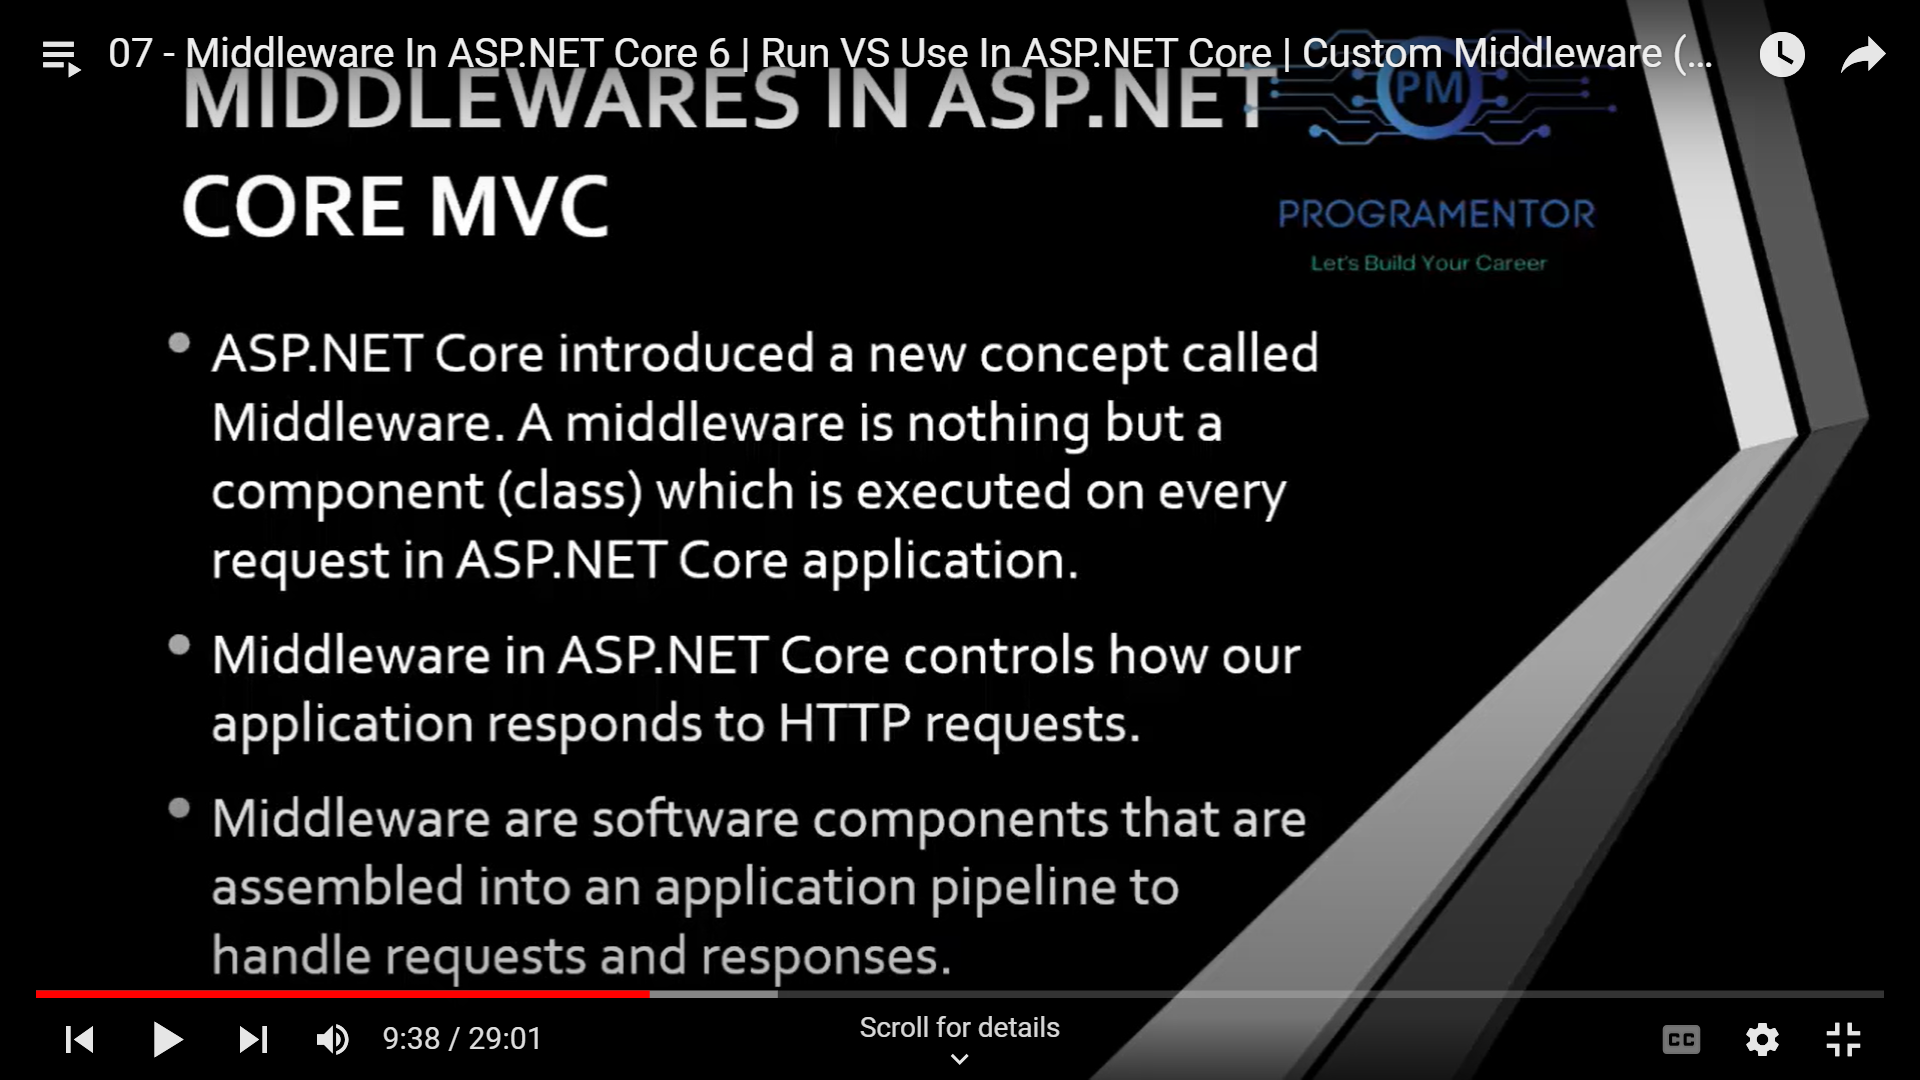 07 - Middleware In ASP.NET Core 6 | Run VS Use In ASP.NET Core | Custom Middleware (...
MIDDLEWARES IN ASP.NET
CORE MVC
PM
PROGRAMENTOR
Let's Build Your Career
• ASP.NET Core introduced a new concept called
Middleware. A middleware is nothing but a
component (class) which is executed on every
request in ASP.NET Core application.
• Middleware in ASP.NET Core controls how our
application responds to HTTP requests.
• Middleware are software components that are
assembled into an application pipeline to
handle requests and responses.
9:38 / 29:01
Scroll for details
CC